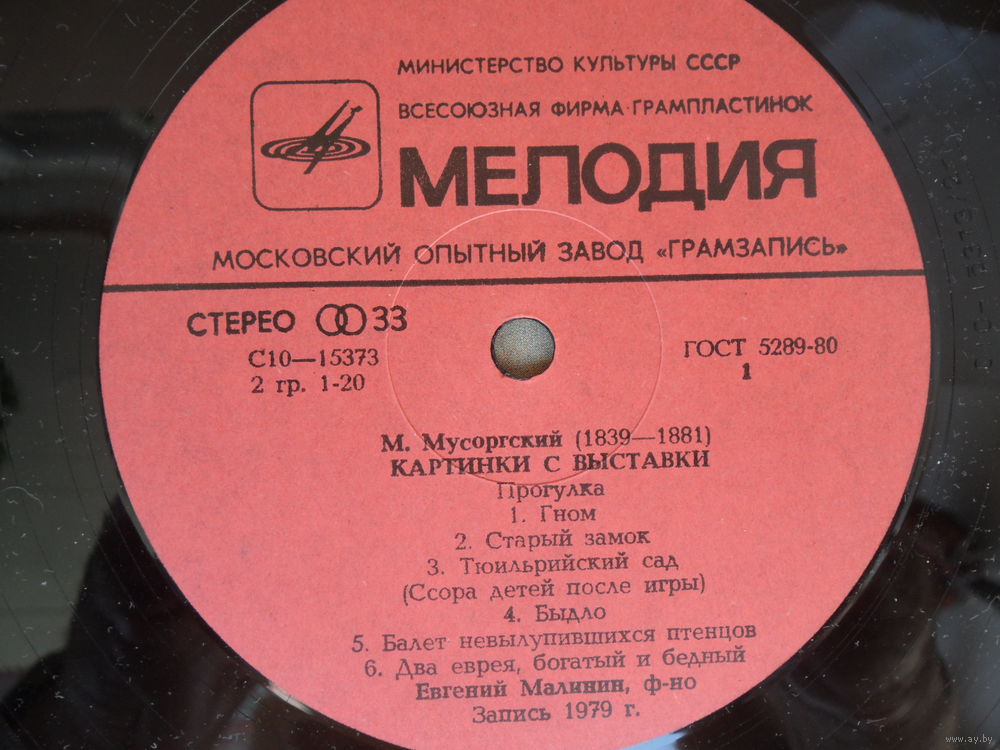 МИНИСТЕРСТВО КУЛЬТУРЫ СССР
ВСЕСОЮЗНАЯ ФИРМА ГРАМПЛАСТИНОК
МЕЛОДИЯ
МОСКОВСКИЙ ОПЫТНЫЙ ЗАВОД «ГРАМЗАПИСЬ»
СТЕРЕО 33
С10—15373
2 гр. 1-20
ГОСТ 5289-80
1
М. Мусоргский (1839—1881)
КАРТИНКИ С ВЫСТАВКИ
Прогулка
1. Гном
2. Старый замок
3. Тюильрийский сад
(Ссора детей после игры)
4. Быдло
5. Балет невылупившихся птенцов
6. Два еврея, богатый и бедный
Евгений Малинин, ф-но
Запись 1979 г.
www.ay.by